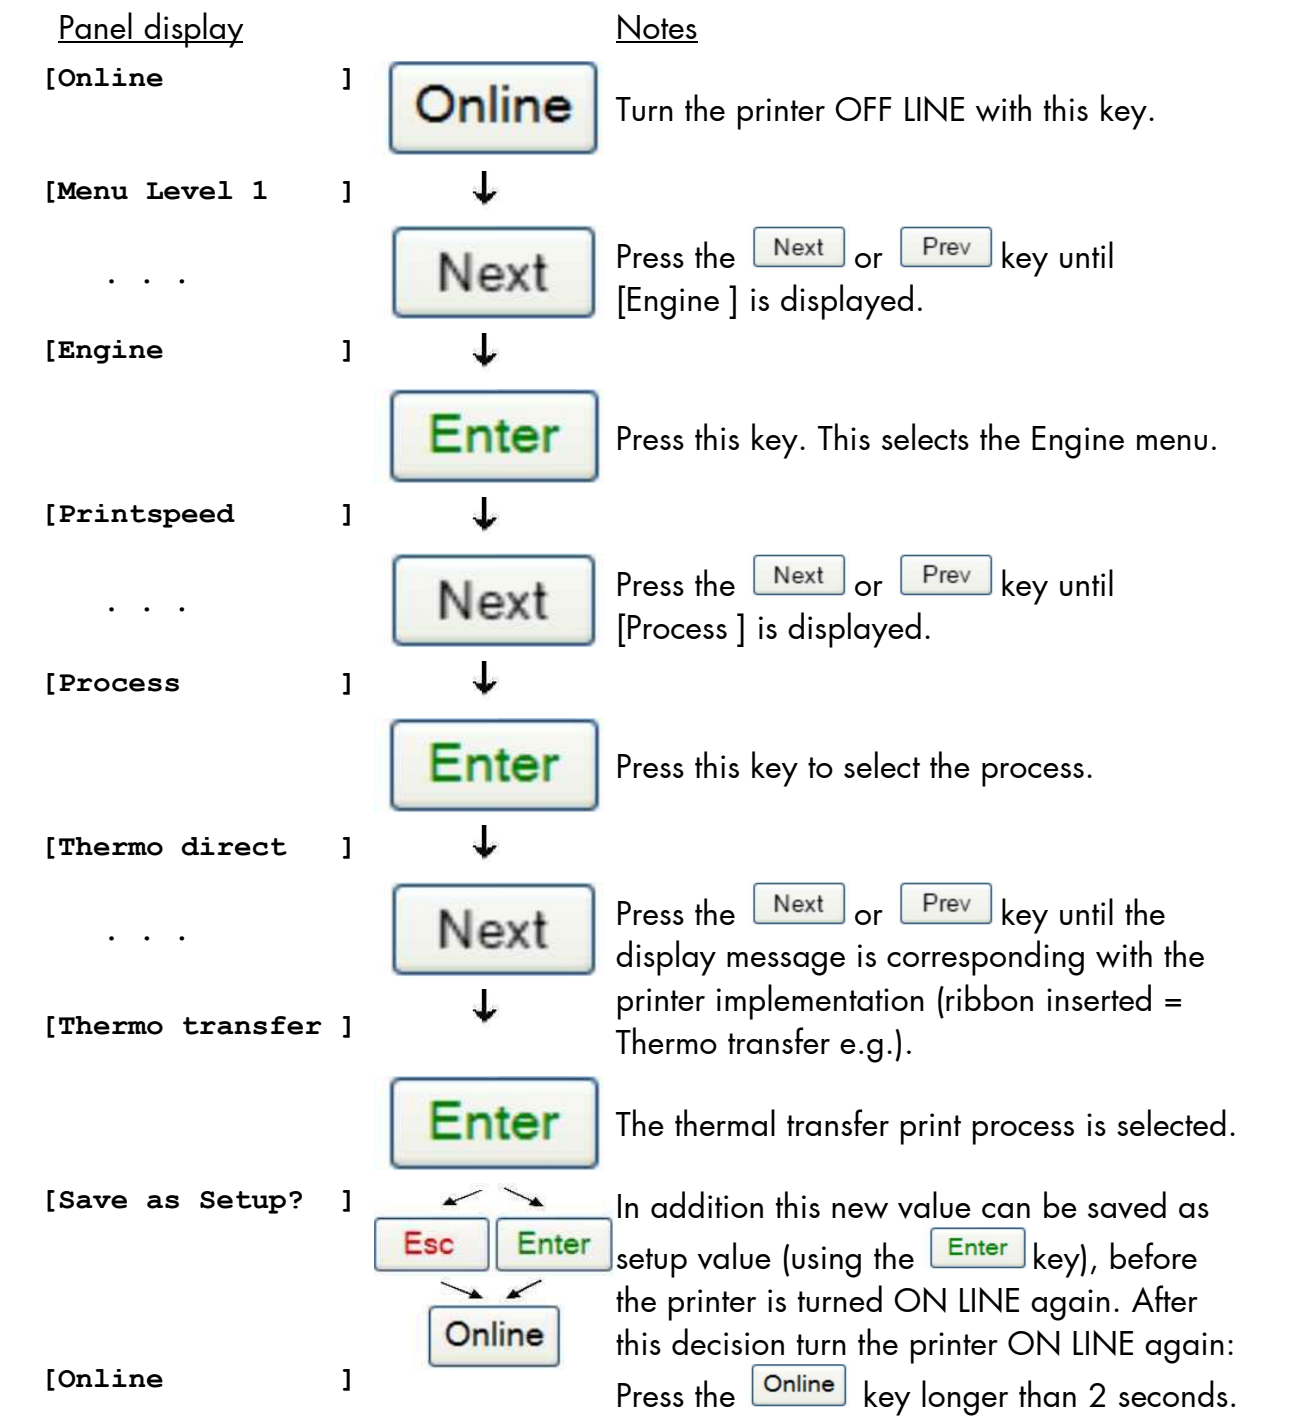 Panel display Notes
[Online ]
Online Turn the printer OFF LINE with this key.
[Menu Level 1 ]
. . . Next Press the Next or Prev key until
[Engine ] is displayed.
[Engine ]
Enter Press this key. This selects the Engine menu.
[Printspeed ]
. . . Next Press the Next or Prev key until
[Process ] is displayed.
[Process ]
Enter Press this key to select the process.
[Thermo direct ]
. . . Next Press the Next or Prev key until the
display message is corresponding with the
printer implementation (ribbon inserted =
[Thermo transfer ]
Thermo transfer e.g.).
Enter The thermal transfer print process is selected.
[Save as Setup? ]
In addition this new value can be saved as
Esc Enter setup value (using the Enter key), before
the printer is turned ON LINE again. After
Online this decision turn the printer ON LINE again:
[Online ]
Press the Online key longer than 2 seconds.